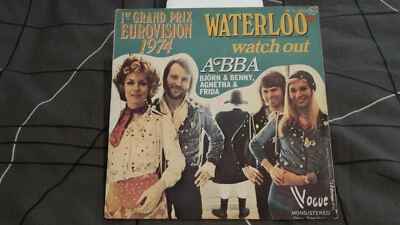 1er GRAND PRIX
EUROVISION
1974
WATERLOO
watch out
ABBA
BJÖRN & BENNY,
AGNETHA &
FRIDA
Vogue
MONO/STEREO